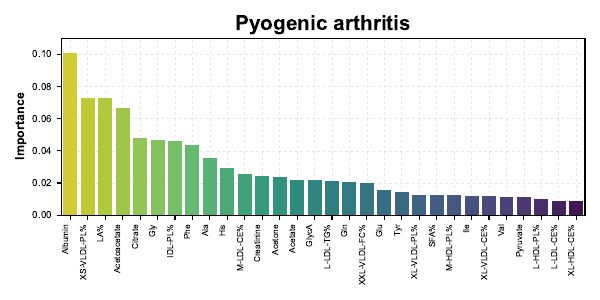 Pyogenic arthritis
Importance
0.10
0.08
0.06
0.04
0.02
0.00
Albumin
XS-VLDL-PL%
LA%
Acetoacetate
Citrate
Gly
IDL-PL%
Phe
Ala
His
M-LDL-CE%
Creatinine
Acetone
Acetate
GlycA
L-LDL-TG%
Gln
XXL-VLDL-FC%
Glu
Tyr
XL-VLDL-PL%
SFA%
M-HDL-PL%
Ile
XL-VLDL-CE%
Val
Pyruvate
L-HDL-PL%
L-LDL-CE%
XL-HDL-CE%